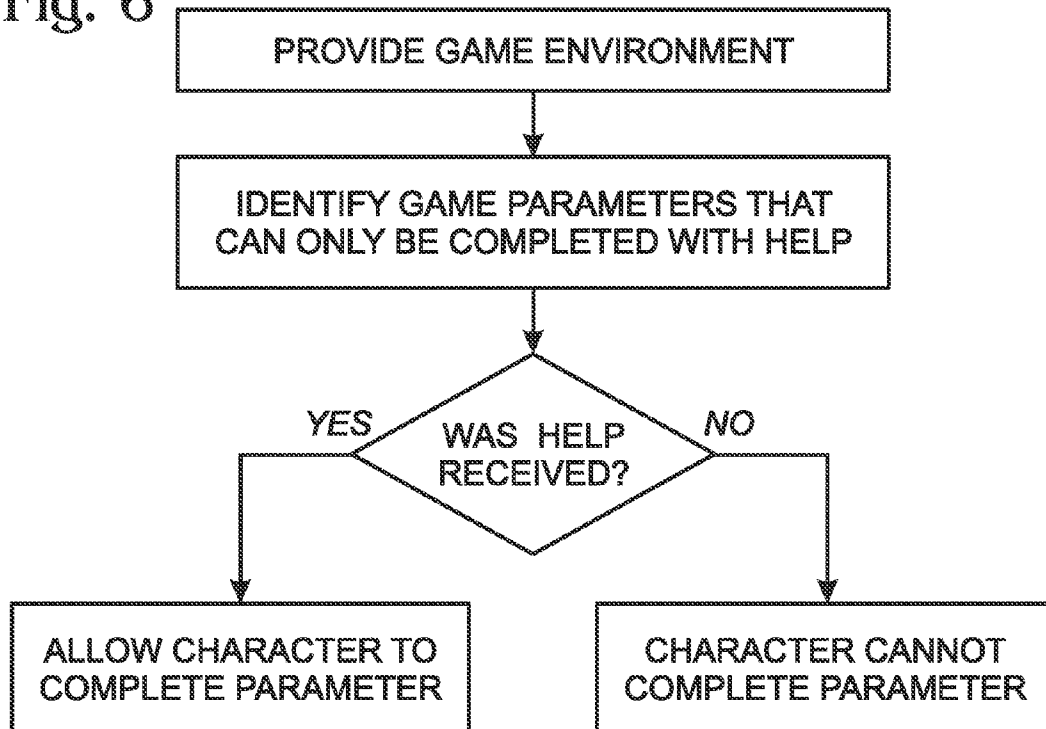 Fig. 6
PROVIDE GAME ENVIRONMENT
IDENTIFY GAME PARAMETERS THAT
CAN ONLY BE COMPLETED WITH HELP
YES
NO
WAS HELP
RECEIVED?
ALLOW CHARACTER TO
COMPLETE PARAMETER
CHARACTER CANNOT
COMPLETE PARAMETER